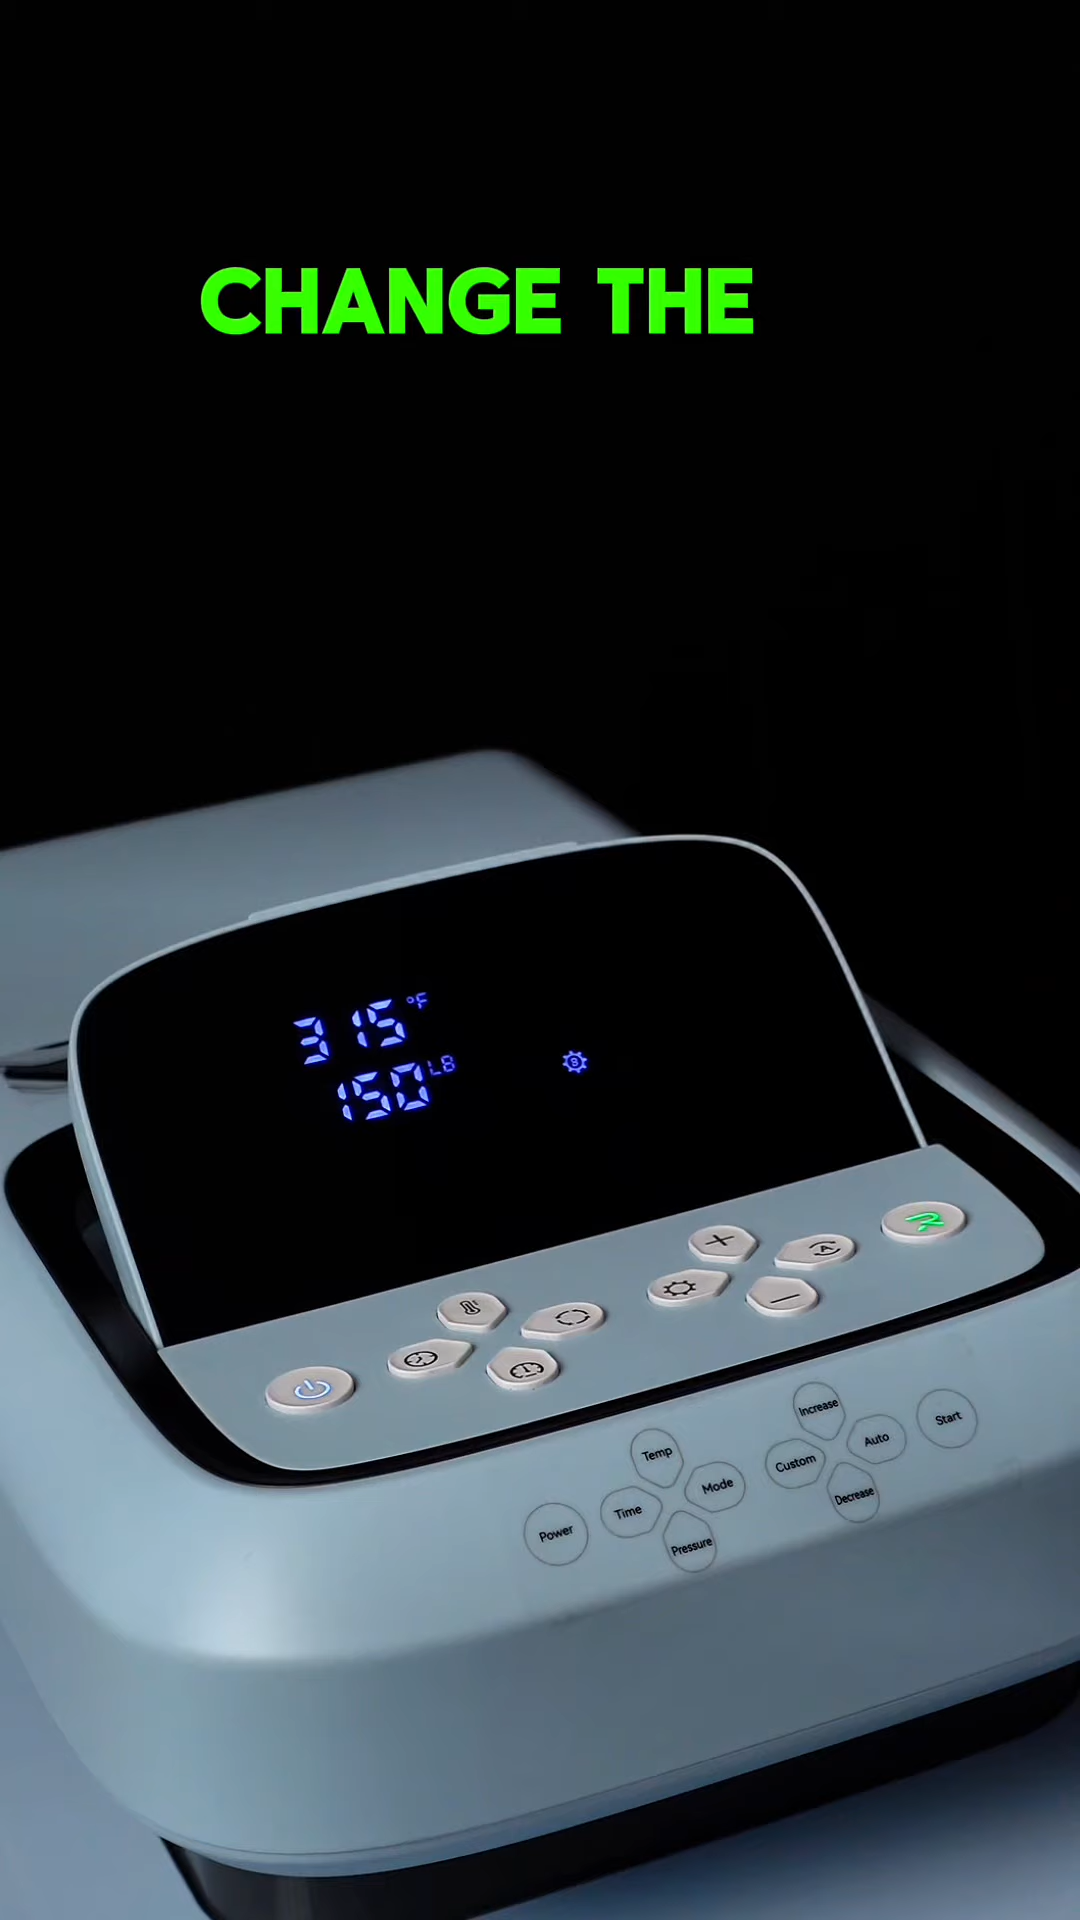 CHANGE THE
315°F
150LB
S
A
Increase
Start
Temp
Auto
Custom
Mode
Decrease
Time
Power
Pressure